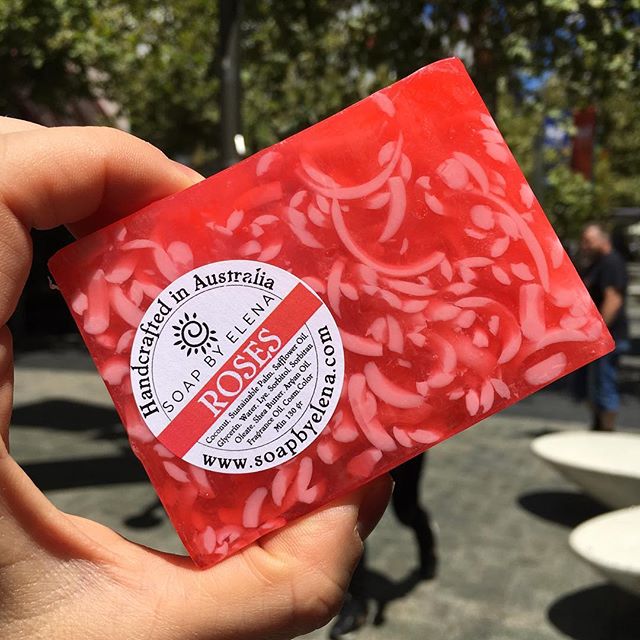 Handcrafted in Australia
SOAP BY ELENA
ROSES
Coconut, Sustainable Palm, Safflower Oil,
Glycerin, Water, Lye, Sorbitol, Sorbitan
Oleate, Shea Butter, Argan Oil,
Fragrance Oil, Cosm.Color
Min 130 gr
www.soapbyelena.com